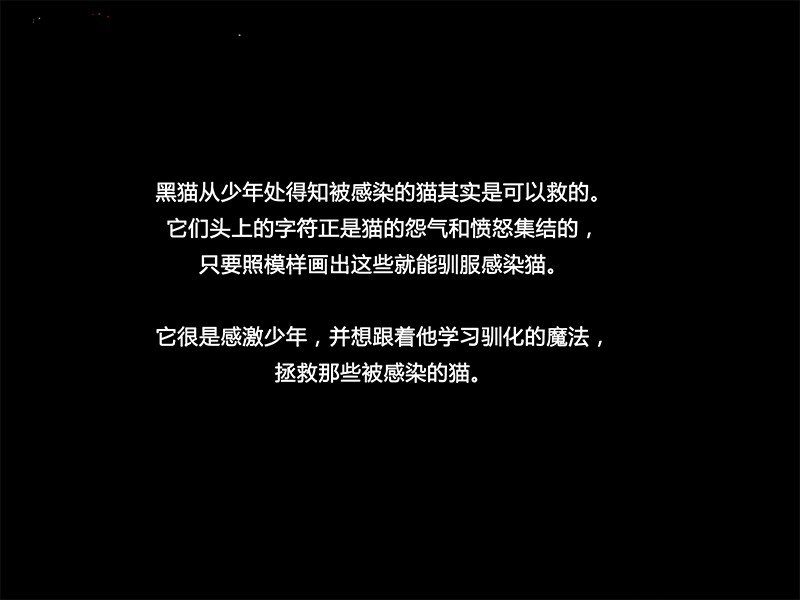 黑猫从少年处得知被感染的猫其实是可以救的。
它们头上的字符正是猫的怨气和愤怒集结的，
只要照模样画出这些就能驯服感染猫。
它很是感激少年，并想跟着他学习驯化的魔法，
拯救那些被感染的猫。